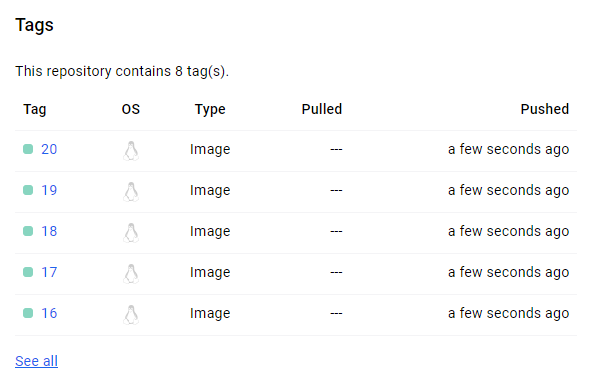 Tags
This repository contains 8 tag(s).
Tag OS Type Pulled Pushed
20 Image --- a few seconds ago
19 Image --- a few seconds ago
18 Image --- a few seconds ago
17 Image --- a few seconds ago
16 Image --- a few seconds ago
See all